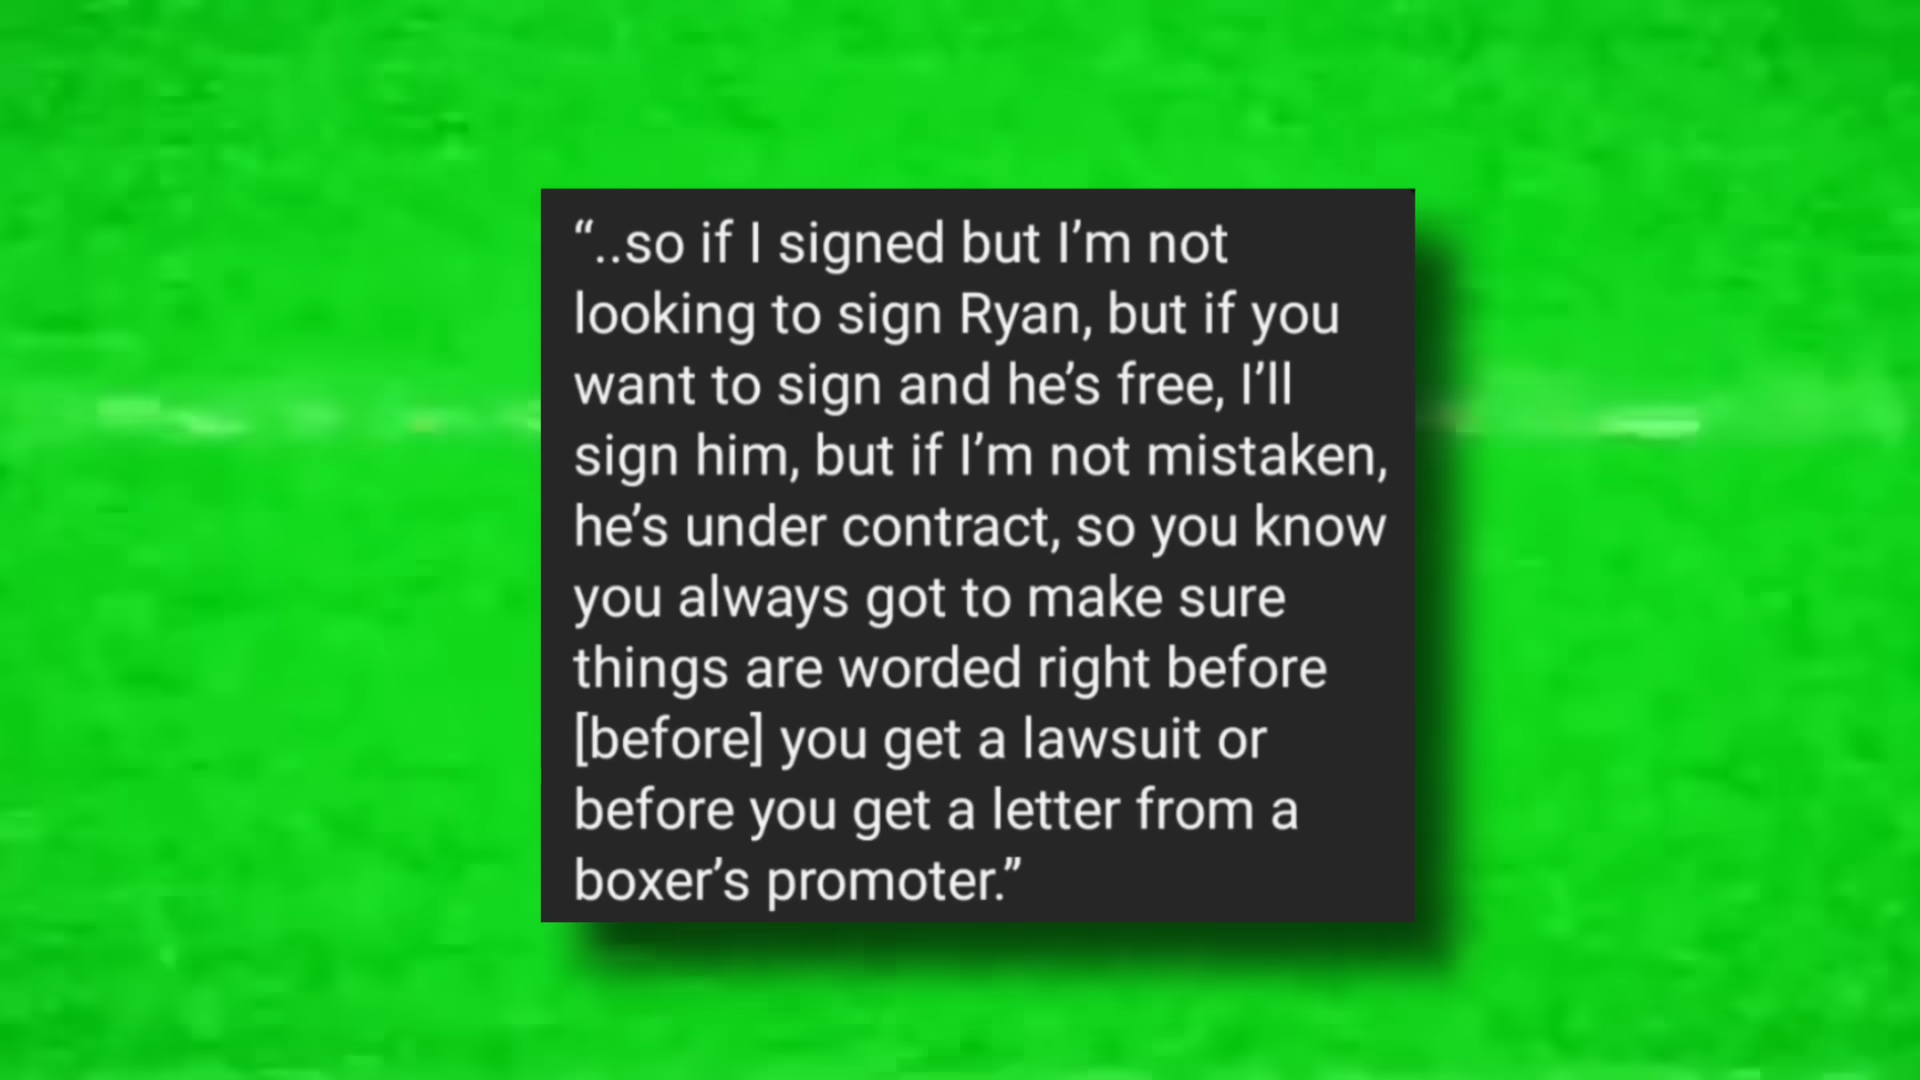 “..so if I signed but I’m not
looking to sign Ryan, but if you
want to sign and he’s free, I’ll
sign him, but if I’m not mistaken,
he’s under contract, so you know
you always got to make sure
things are worded right before
[before] you get a lawsuit or
before you get a letter from a
boxer’s promoter.”